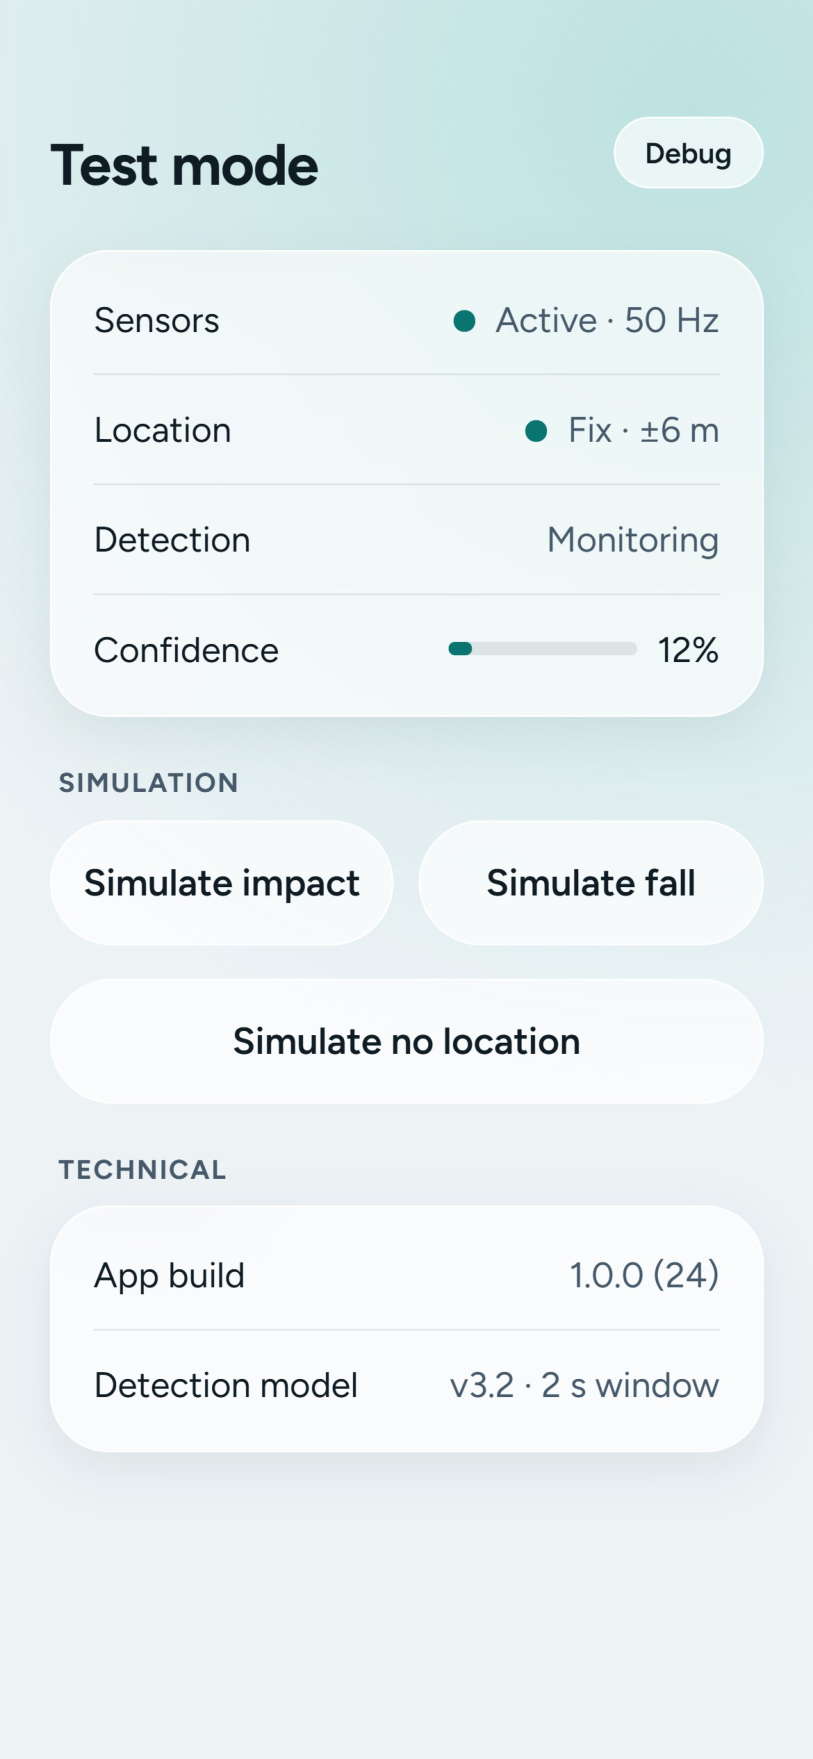 Test mode
Debug
Sensors
Active · 50 Hz
Location
Fix · ±6 m
Detection
Monitoring
Confidence
12%
SIMULATION
Simulate impact
Simulate fall
Simulate no location
TECHNICAL
App build
1.0.0 (24)
Detection model
v3.2 · 2 s window